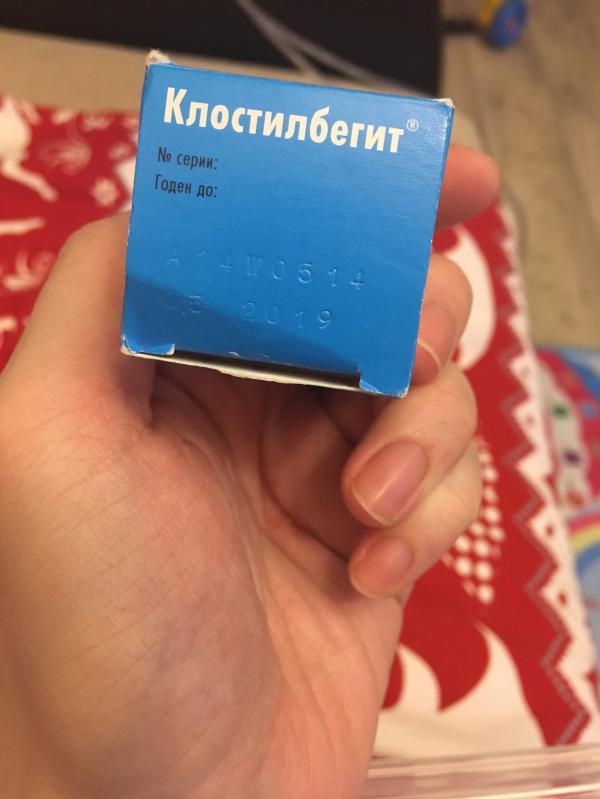 Клостилбегит®
№ серии:
Годен до:
A14W0514
05 2019